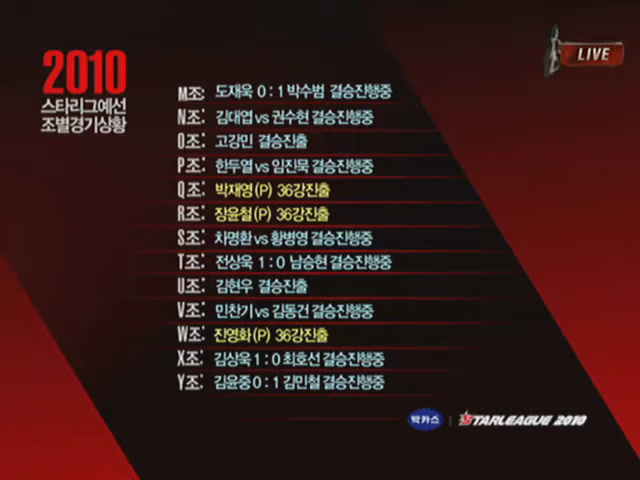 LIVE
2010
스타리그예선
조별경기상황
M조: 도재욱 0 : 1 박수범 결승진행중
N조: 김대엽 vs 권수현 결승진행중
O조: 고강민 결승진출
P조: 한두열 vs 임진묵 결승진행중
Q조: 박재영 (P) 36강진출
R조: 장윤철 (P) 36강진출
S조: 차명환 vs 황병영 결승진행중
T조: 전상욱 1 : 0 남승현 결승진행중
U조: 김현우 결승진출
V조: 민찬기 vs 김동건 결승진행중
W조: 진영화 (P) 36강진출
X조: 김상욱 1 : 0 최호선 결승진행중
Y조: 김윤중 0 : 1 김민철 결승진행중
박카스 | STARLEAGUE 2010